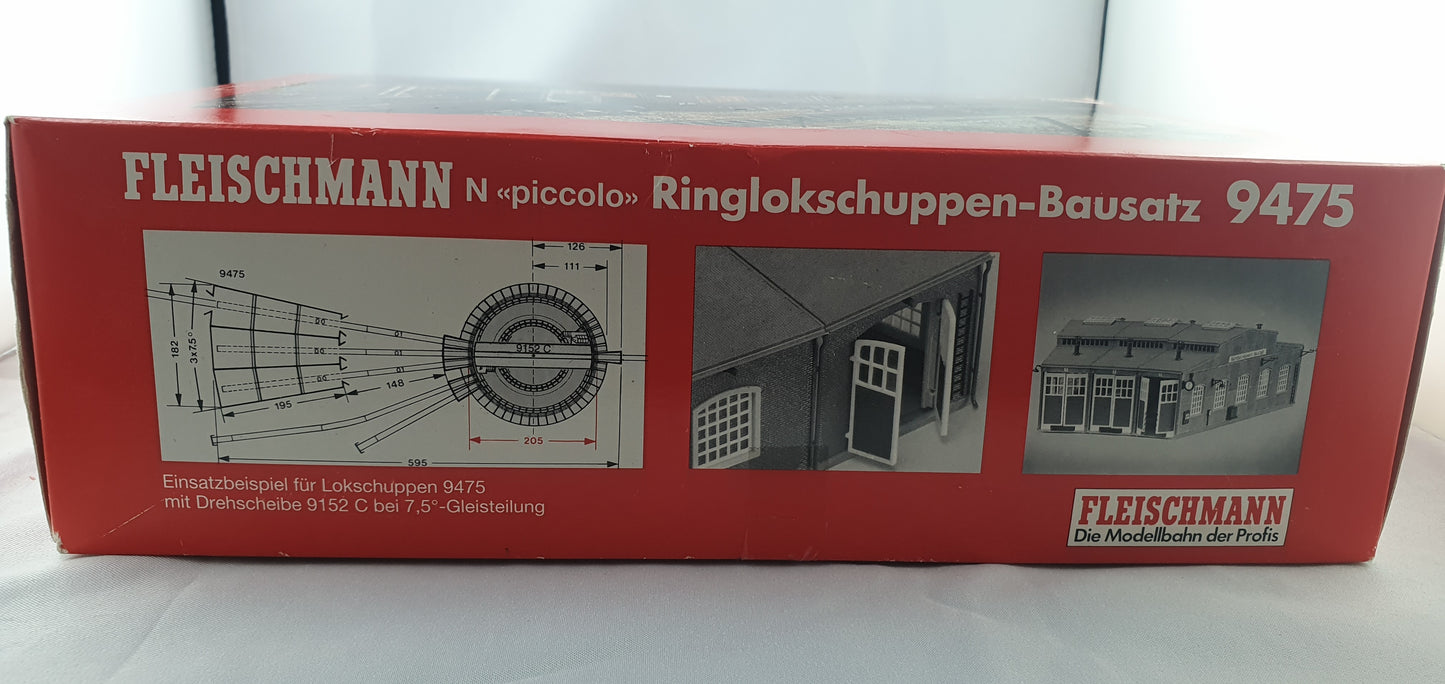 FLEISCHMANN N «piccolo» Ringlokschuppen-Bausatz 9475
126
111
9475
182
3x7.5°
9152 C
148
195
205
595
Einsatzbeispiel für Lokschuppen 9475
mit Drehscheibe 9152 C bei 7,5°-Gleisteilung
FLEISCHMANN
Die Modellbahn der Profis